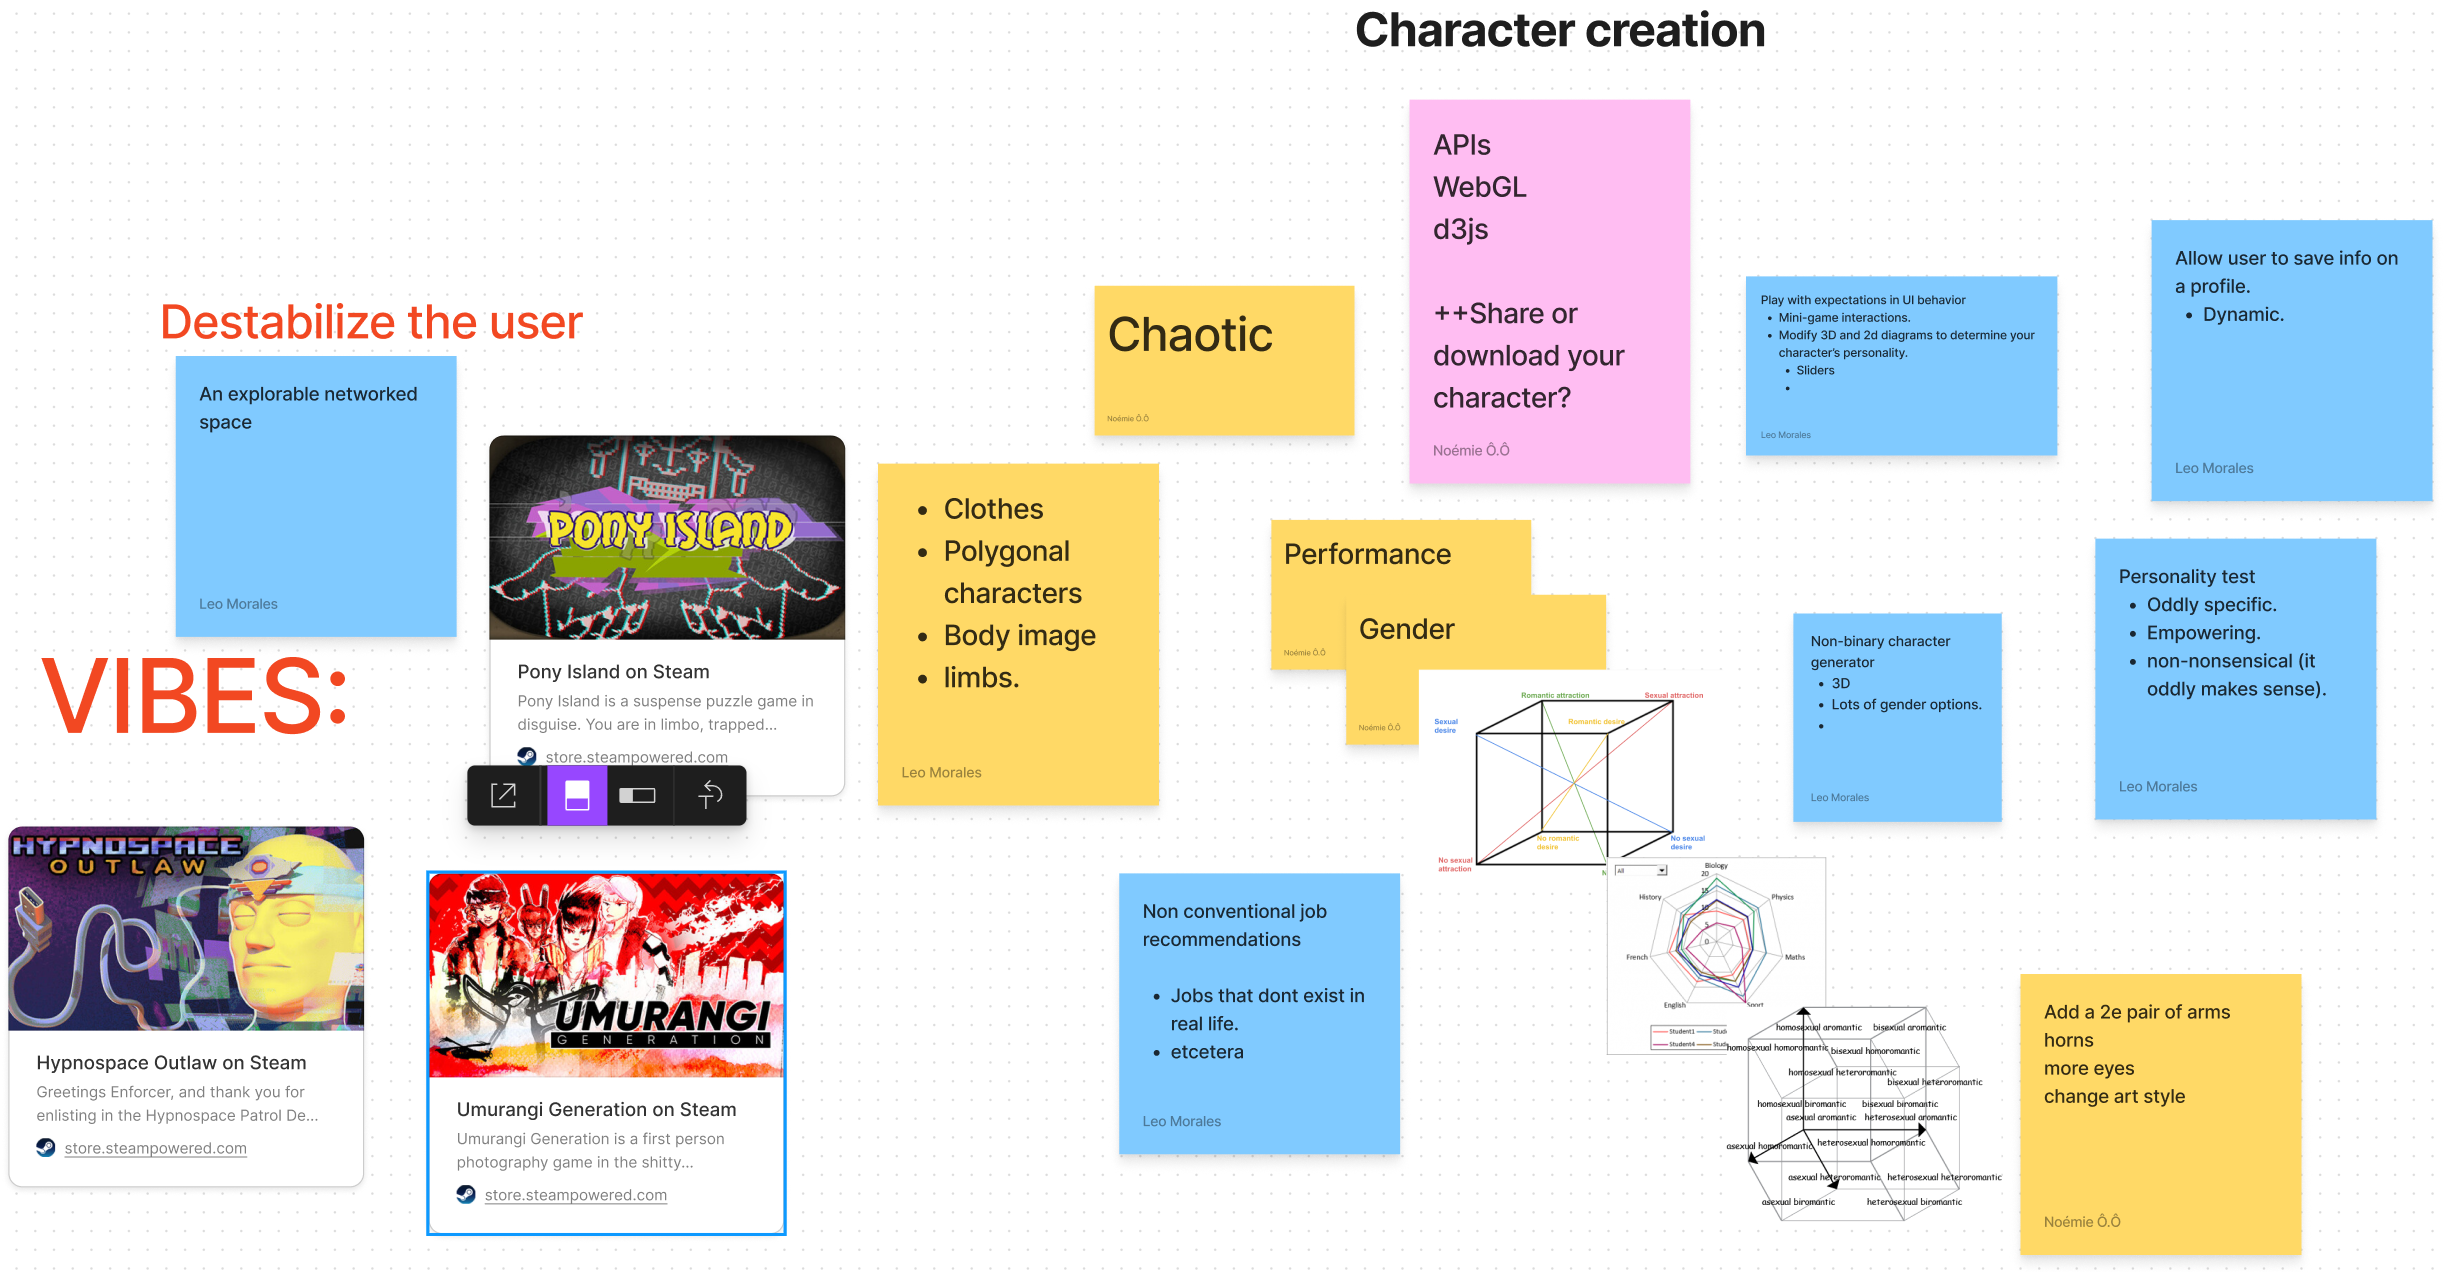 Character creation
Destabilize the user
An explorable networked
space
Leo Morales
VIBES:
PONY ISLAND
Pony Island on Steam
Pony Island is a suspense puzzle game in
disguise. You are in limbo, trapped...
store.steampowered.com
HYPNOSPACE
OUTLAW
Hypnospace Outlaw on Steam
Greetings Enforcer, and thank you for
enlisting in the Hypnospace Patrol De...
store.steampowered.com
UMURANGI
GENERATION
Umurangi Generation on Steam
Umurangi Generation is a first person
photography game in the shitty...
store.steampowered.com
• Clothes
• Polygonal
characters
• Body image
• limbs.
Leo Morales
Chaotic
Noémie Ô.Ô
APIs
WebGL
d3js
++Share or
download your
character?
Noémie Ô.Ô
Play with expectations in UI behavior
• Mini-game interactions.
• Modify 3D and 2d diagrams to determine your
character's personality.
• Sliders
•
Leo Morales
Allow user to save info on
a profile.
• Dynamic.
Leo Morales
Performance
Noémie Ô.Ô
Gender
Noémie Ô.Ô
Romantic attraction
Sexual attraction
Sexual
desire
Romantic desire
No romantic
desire
No sexual
desire
No sexual
attraction
N
Non-binary character
generator
• 3D
• Lots of gender options.
•
Leo Morales
Personality test
• Oddly specific.
• Empowering.
• non-nonsensical (it
oddly makes sense).
Leo Morales
Non conventional job
recommendations
• Jobs that dont exist in
real life.
• etcetera
Leo Morales
All
Biology
20
15
10
5
0
History
Physics
French
Maths
English
Sport
Student1
Stud
Student4
Stud
homosexual aromantic
bisexual aromantic
homosexual homoromantic
bisexual homoromantic
homosexual heteroromantic
bisexual heteroromantic
homosexual biromantic
bisexual biromantic
asexual aromantic
heterosexual aromantic
asexual homoromantic
heterosexual homoromantic
asexual heteroromantic
heterosexual heteroromantic
asexual biromantic
heterosexual biromantic
Add a 2e pair of arms
horns
more eyes
change art style
Noémie Ô.Ô